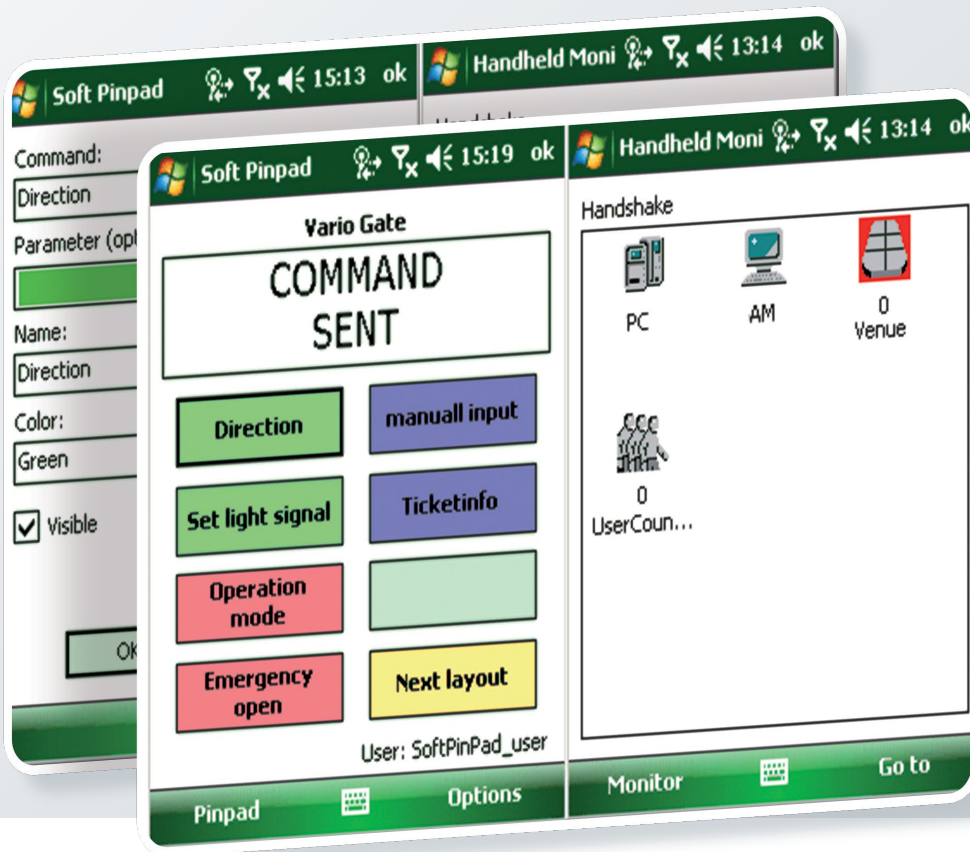 Soft Pinpad 15:13 ok
Handheld Moni 13:14 ok
Command:
Direction
Parameter
Name:
Direction
Color:
Green
Visible
Soft Pinpad 15:19 ok
Vario Gate
COMMAND
SENT
Direction
manuall input
Set light signal
Ticketinfo
Operation
mode
Emergency
open
Next layout
User: SoftPinPad_user
Pinpad
Options
Handheld Moni 13:14 ok
Handshake
PC
AM
0
Venue
0
UserCoun...
Monitor
Go to